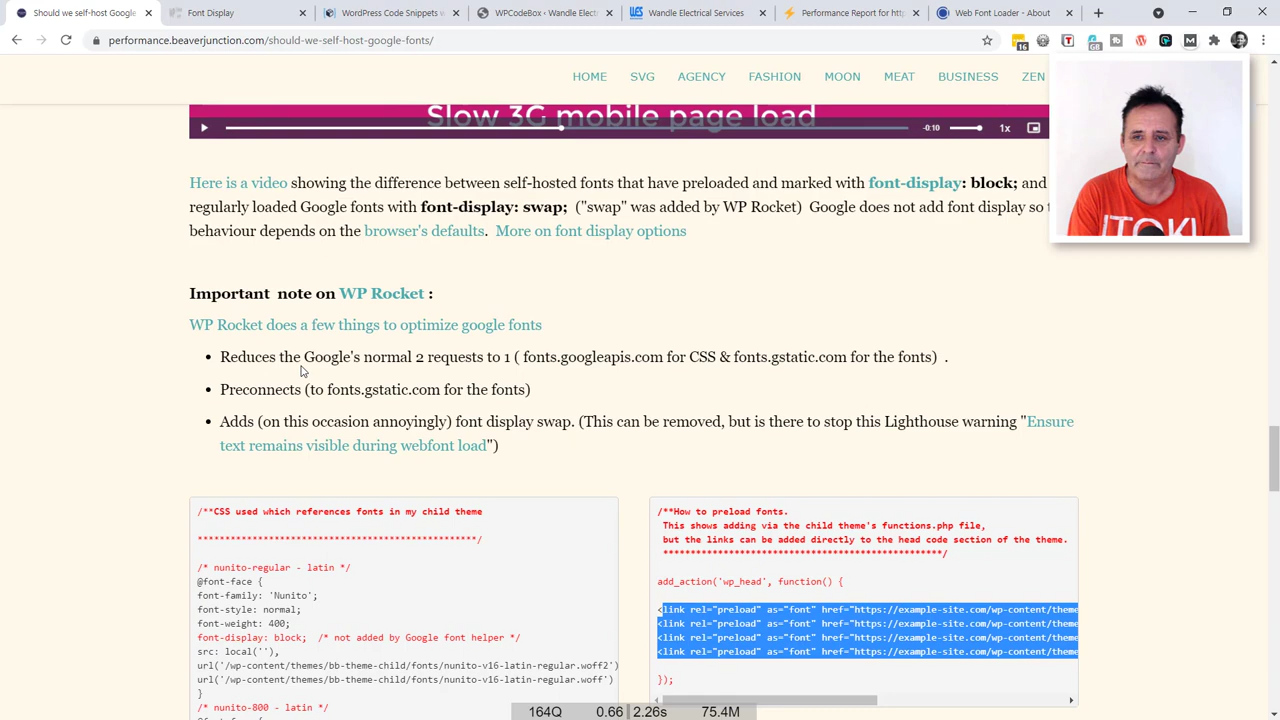 Should we self-host Google
Font Display
WordPress Code Snippets w
WPCodeBox ‹ Wandle Electri
Wandle Electrical Services
Performance Report for http
Web Font Loader - About
performance.beaverjunction.com/should-we-self-host-google-fonts/
16
HOME SVG AGENCY FASHION MOON MEAT BUSINESS ZEN
Slow 3G mobile page load
-0:10 1x
Here is a video showing the difference between self-hosted fonts that have preloaded and marked with font-display: block; and
regularly loaded Google fonts with font-display: swap; ("swap" was added by WP Rocket) Google does not add font display so
behaviour depends on the browser's defaults. More on font display options
Important note on WP Rocket :
WP Rocket does a few things to optimize google fonts
• Reduces the Google's normal 2 requests to 1 ( fonts.googleapis.com for CSS & fonts.gstatic.com for the fonts) .
• Preconnects (to fonts.gstatic.com for the fonts)
• Adds (on this occasion annoyingly) font display swap. (This can be removed, but is there to stop this Lighthouse warning "Ensure
text remains visible during webfont load")
/**CSS used which references fonts in my child theme
**************************************************/
/* nunito-regular - latin */
@font-face {
font-family: 'Nunito';
font-style: normal;
font-weight: 400;
font-display: block; /* not added by Google font helper */
src: local(''),
url('/wp-content/themes/bb-theme-child/fonts/nunito-v16-latin-regular.woff2')
url('/wp-content/themes/bb-theme-child/fonts/nunito-v16-latin-regular.woff')
}
/* nunito-800 - latin */
/**How to preload fonts.
This shows adding via the child theme's functions.php file,
but the links can be added directly to the head code section of the theme.
**************************************************/
add_action('wp_head', function() {
<link rel="preload" as="font" href="https://example-site.com/wp-content/theme
<link rel="preload" as="font" href="https://example-site.com/wp-content/theme
<link rel="preload" as="font" href="https://example-site.com/wp-content/theme
<link rel="preload" as="font" href="https://example-site.com/wp-content/theme
});
164Q 0.66 2.26s 75.4M